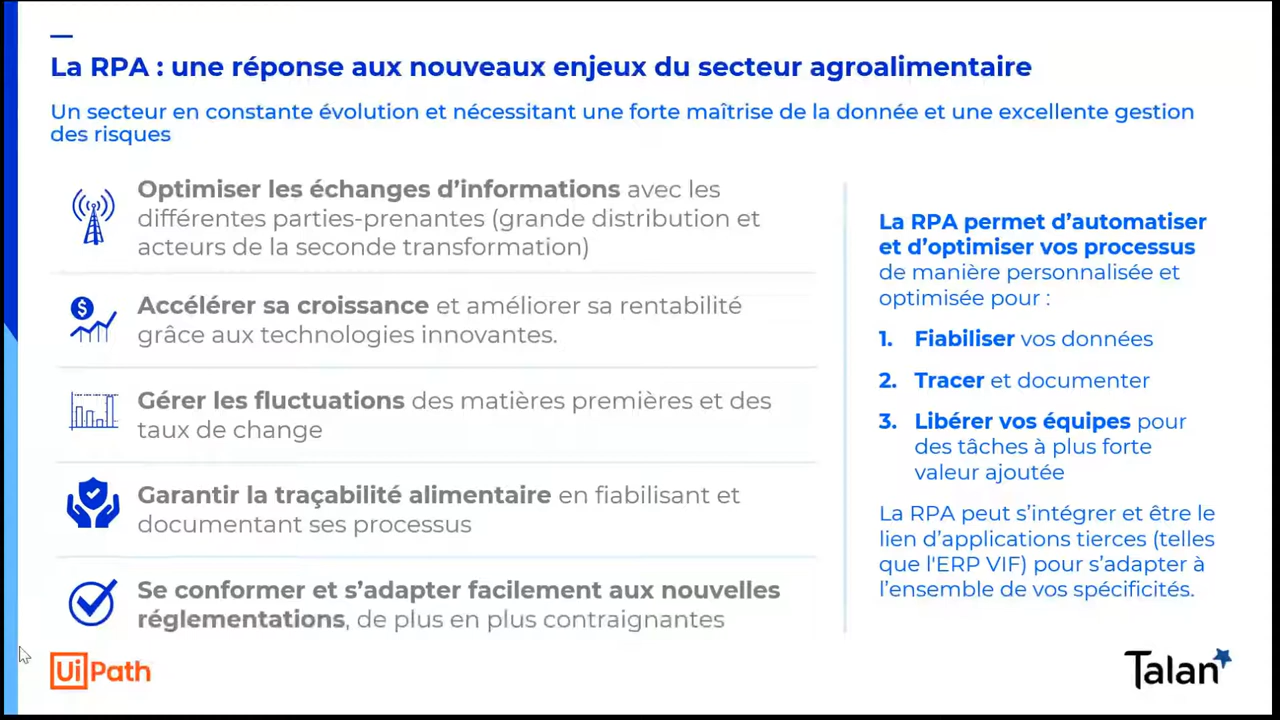 La RPA : une réponse aux nouveaux enjeux du secteur agroalimentaire
Un secteur en constante évolution et nécessitant une forte maîtrise de la donnée et une excellente gestion
des risques
Optimiser les échanges d’informations avec les
différentes parties-prenantes (grande distribution et
acteurs de la seconde transformation)
Accélérer sa croissance et améliorer sa rentabilité
grâce aux technologies innovantes.
Gérer les fluctuations des matières premières et des
taux de change
Garantir la traçabilité alimentaire en fiabilisant et
documentant ses processus
Se conformer et s’adapter facilement aux nouvelles
réglementations, de plus en plus contraignantes
La RPA permet d’automatiser
et d’optimiser vos processus
de manière personnalisée et
optimisée pour :
1. Fiabiliser vos données
2. Tracer et documenter
3. Libérer vos équipes pour
des tâches à plus forte
valeur ajoutée
La RPA peut s’intégrer et être le
lien d’applications tierces (telles
que l'ERP VIF) pour s’adapter à
l’ensemble de vos spécificités.
UiPath
Talan